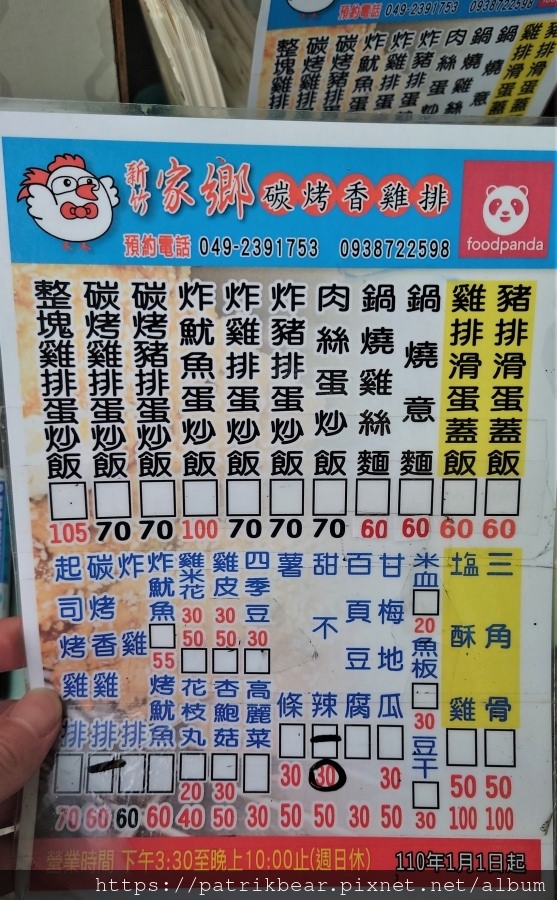 預約電話 049-2391753 0938722598
新竹 家鄉 碳烤香雞排
foodpanda
預約電話 049-2391753 0938722598
豬排滑蛋蓋飯
60
雞排滑蛋蓋飯
60
鍋燒意麵
60
鍋燒雞絲麵
60
肉絲蛋炒飯
70
炸豬排蛋炒飯
70
炸雞排蛋炒飯
70
炸魷魚蛋炒飯
100
碳烤豬排蛋炒飯
70
碳烤雞排蛋炒飯
70
整塊雞排蛋炒飯
105
三角骨
50
100
塩酥雞
50
100
米血
20
魚板
30
豆干
30
甘梅地瓜
30
50
百頁豆腐
50
甜不辣
30
50
薯條
30
50
四季豆
30
高麗菜
30
雞皮
30
50
杏鮑菇
30
50
雞米花
30
50
花枝丸
20
50
炸魷魚
55
烤魷魚
40
炸雞排
60
碳烤香雞排
60
起司烤雞排
70
營業時間 下午3:30至晚上10:00止(週日休) 110年1月1日起
https://patrikbear.pixnet.net/album